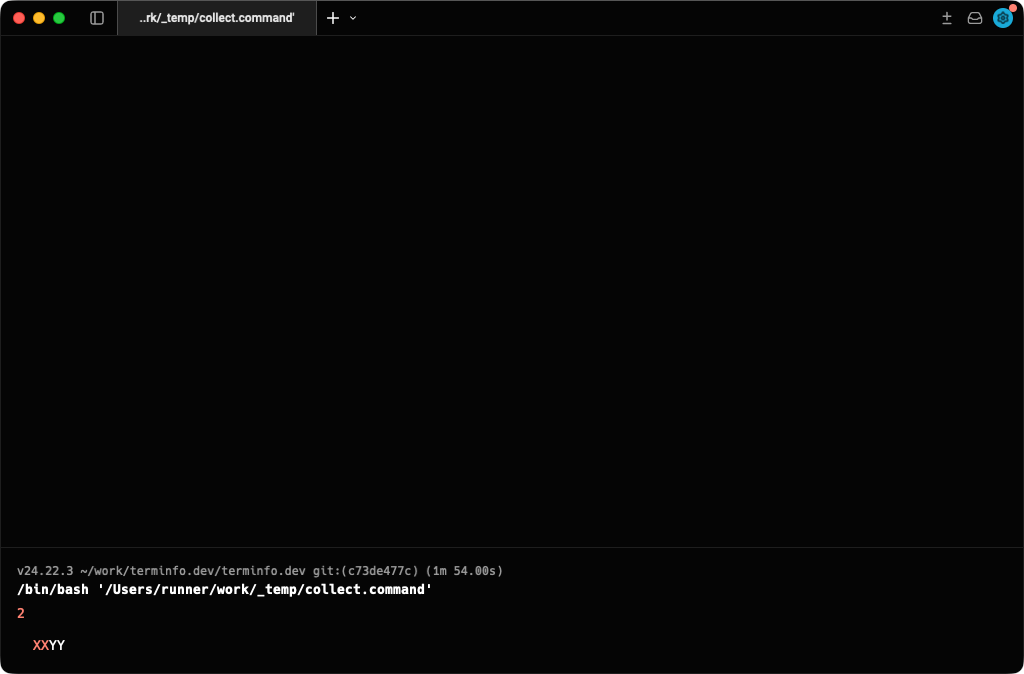 ..rk/_temp/collect.command'
v24.22.3 ~/work/terminfo.dev/terminfo.dev git:(c73de477c) (1m 54.00s)
/bin/bash '/Users/runner/work/_temp/collect.command'
2
XXYY